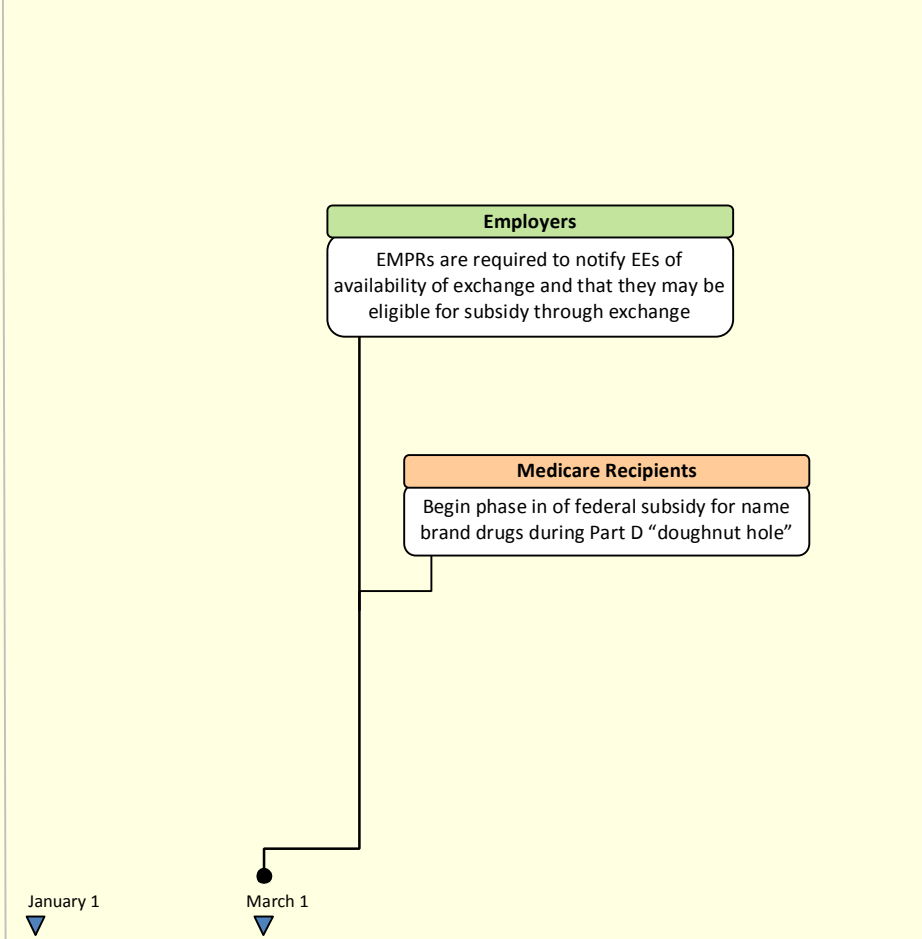 Employers
EMPRs are required to notify EEs of
availability of exchange and that they may be
eligible for subsidy through exchange
Medicare Recipients
Begin phase in of federal subsidy for name
brand drugs during Part D “doughnut hole”
January 1
March 1